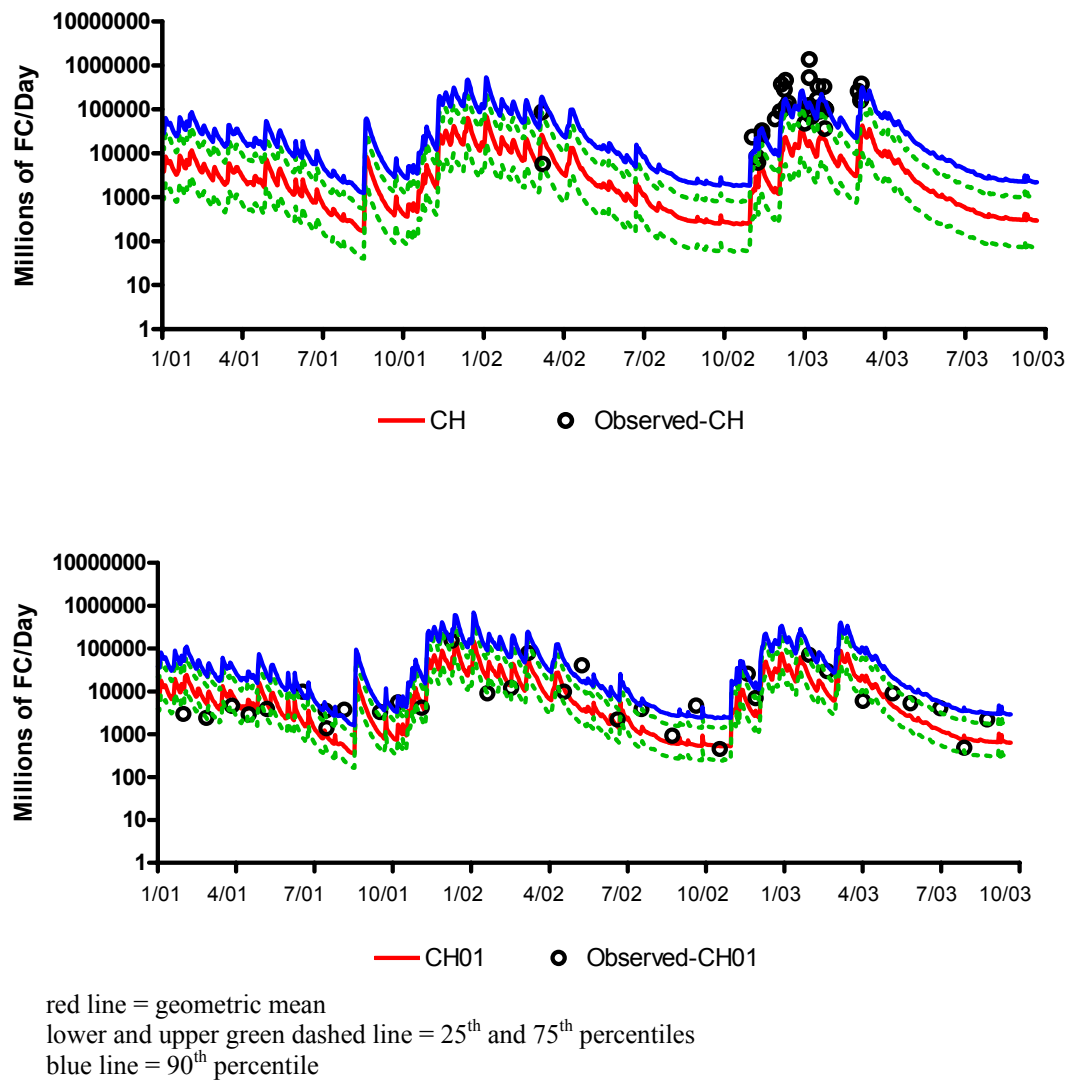 10000000
1000000
100000
10000
1000
100
10
1
Millions of FC/Day
1/01 4/01 7/01 10/01 1/02 4/02 7/02 10/02 1/03 4/03 7/03 10/03
CH Observed-CH
10000000
1000000
100000
10000
1000
100
10
1
Millions of FC/Day
1/01 4/01 7/01 10/01 1/02 4/02 7/02 10/02 1/03 4/03 7/03 10/03
CH01 Observed-CH01
red line = geometric mean
lower and upper green dashed line = 25th and 75th percentiles
blue line = 90th percentile